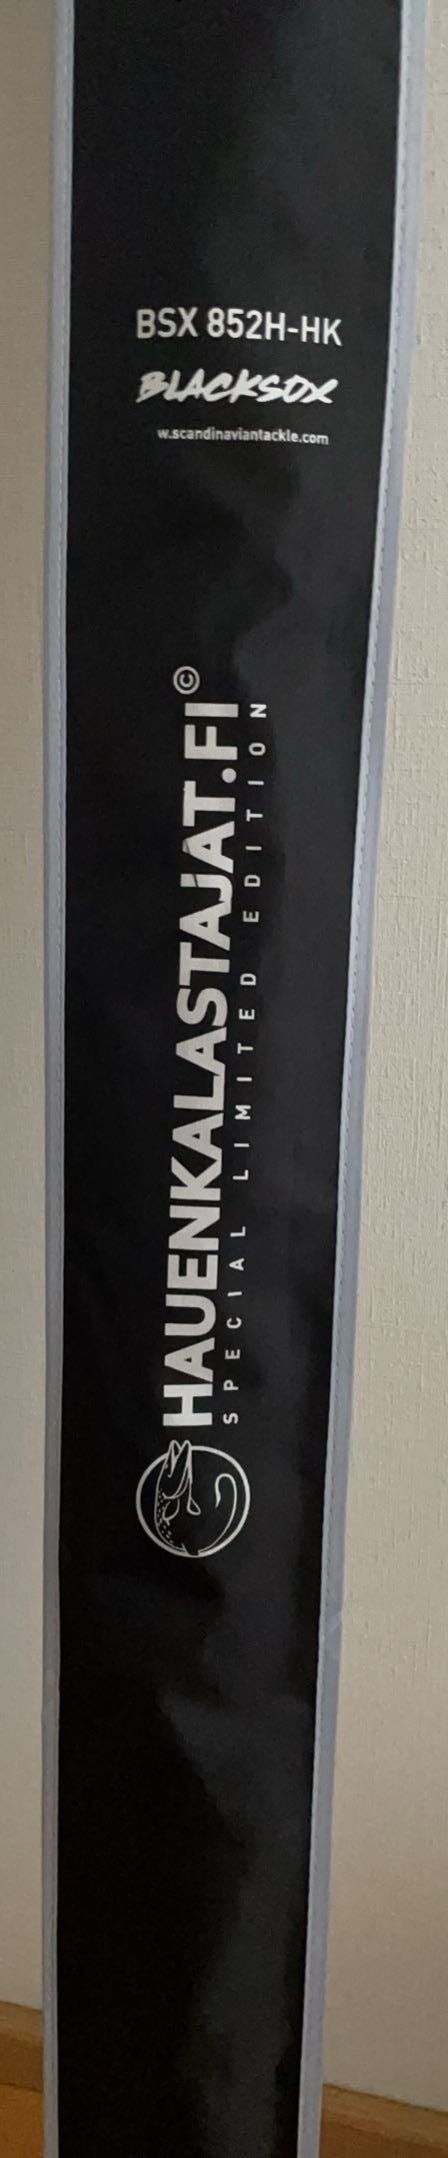 BSX 852H-HK
BLACKSOX
w.scandinaviantackle.com
HAUENKALASTAJAT.FI©
SPECIAL LIMITED EDITION